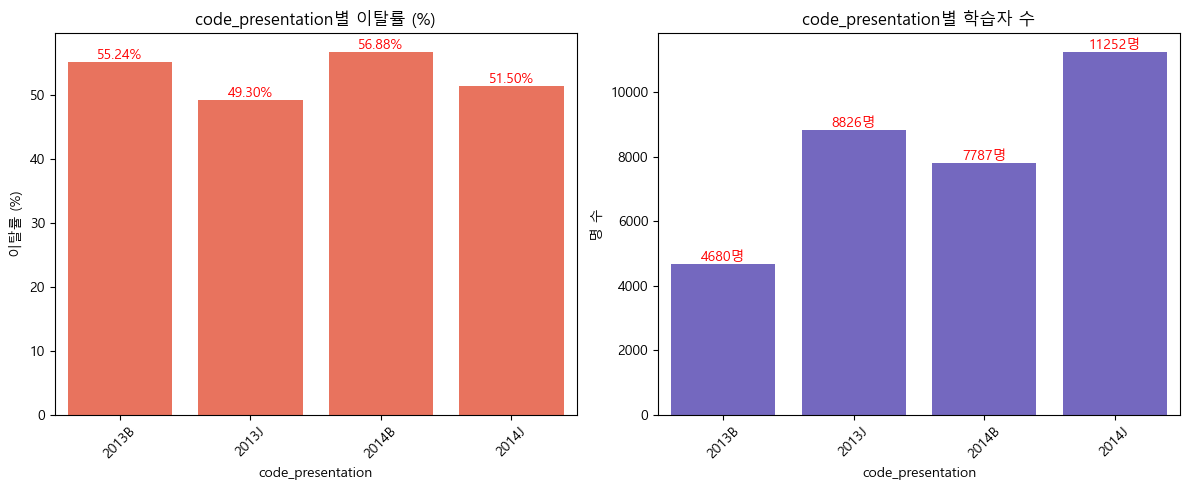 code_presentation별 이탈률 (%)
55.24%
49.30%
56.88%
51.50%
이탈률 (%)
50
40
30
20
10
0
2013B
2013J
2014B
2014J
code_presentation
code_presentation별 학습자 수
4680명
8826명
7787명
11252명
명 수
10000
8000
6000
4000
2000
0
2013B
2013J
2014B
2014J
code_presentation